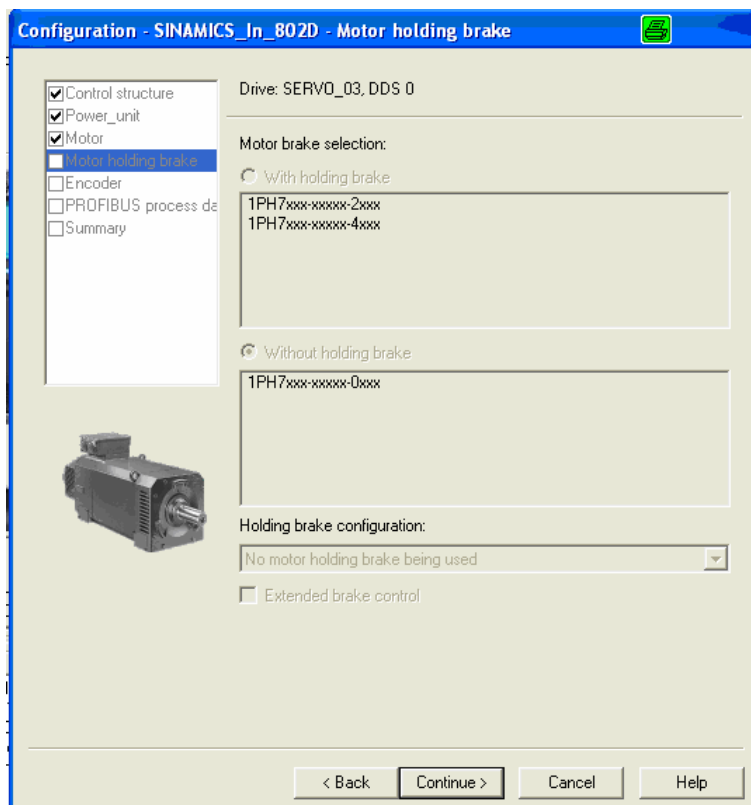 Configuration - SINAMICS_In_802D - Motor holding brake
Control structure
Power_unit
Motor
Motor holding brake
Encoder
PROFIBUS process da
Summary
Drive: SERVO_03, DDS 0
Motor brake selection:
With holding brake
1PH7xxx-xxxxx-2xxx
1PH7xxx-xxxxx-4xxx
Without holding brake
1PH7xxx-xxxxx-0xxx
Holding brake configuration:
No motor holding brake being used
Extended brake control
< Back
Continue >
Cancel
Help